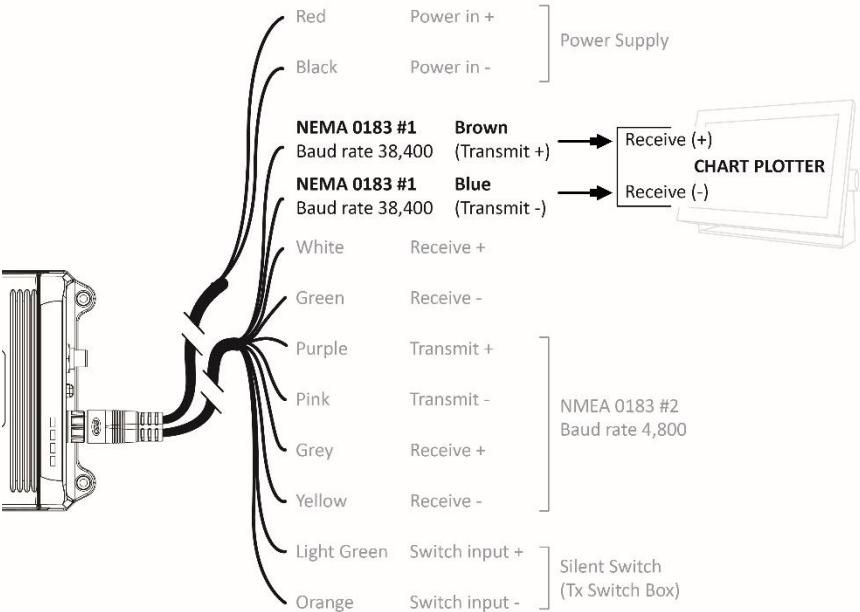 Red Power in +
Power Supply
Black Power in -
NEMA 0183 #1 Brown
Baud rate 38,400 (Transmit +)
Receive (+)
CHART PLOTTER
NEMA 0183 #1 Blue
Baud rate 38,400 (Transmit -)
Receive (-)
White Receive +
Green Receive -
Purple Transmit +
Pink Transmit -
NMEA 0183 #2
Baud rate 4,800
Grey Receive +
Yellow Receive -
Light Green Switch input +
Silent Switch
(Tx Switch Box)
Orange Switch input -